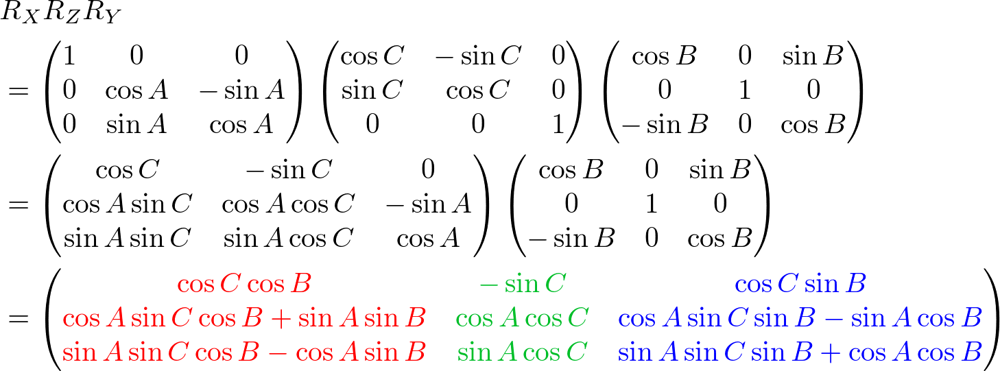 R_X R_Z R_Y
= \begin{pmatrix} 1 & 0 & 0 \\ 0 & \cos A & -\sin A \\ 0 & \sin A & \cos A \end{pmatrix} \begin{pmatrix} \cos C & -\sin C & 0 \\ \sin C & \cos C & 0 \\ 0 & 0 & 1 \end{pmatrix} \begin{pmatrix} \cos B & 0 & \sin B \\ 0 & 1 & 0 \\ -\sin B & 0 & \cos B \end{pmatrix}
= \begin{pmatrix} \cos C & -\sin C & 0 \\ \cos A \sin C & \cos A \cos C & -\sin A \\ \sin A \sin C & \sin A \cos C & \cos A \end{pmatrix} \begin{pmatrix} \cos B & 0 & \sin B \\ 0 & 1 & 0 \\ -\sin B & 0 & \cos B \end{pmatrix}
= \begin{pmatrix} \cos C \cos B & -\sin C & \cos C \sin B \\ \cos A \sin C \cos B + \sin A \sin B & \cos A \cos C & \cos A \sin C \sin B - \sin A \cos B \\ \sin A \sin C \cos B - \cos A \sin B & \sin A \cos C & \sin A \sin C \sin B + \cos A \cos B \end{pmatrix}